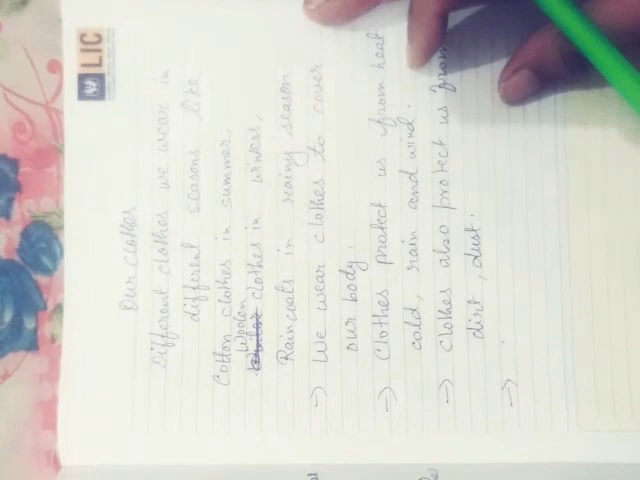 LIC
Our clothes
Different clothes we wear in
different seasons like
Cotton clothes in summer,
Woolen
clothes in winters,
Raincoats in rainy season.
→ We wear clothes to cover
our body.
→ Clothes protect us from heat
cold, rain and wind.
→ Clothes also protect us from
dirt, dust.
→